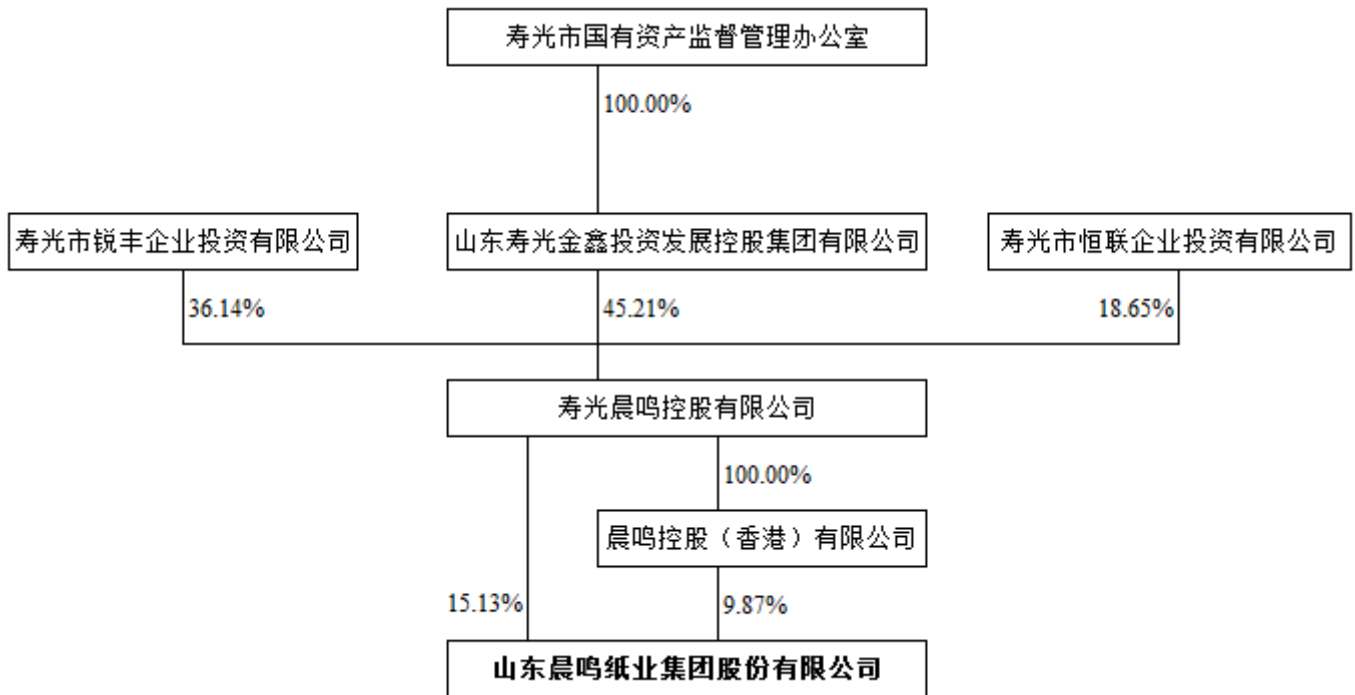 寿光市国有资产监督管理办公室
100.00%
寿光市锐丰企业投资有限公司
山东寿光金鑫投资发展控股集团有限公司
寿光市恒联企业投资有限公司
36.14%
45.21%
18.65%
寿光晨鸣控股有限公司
100.00%
晨鸣控股（香港）有限公司
15.13%
9.87%
山东晨鸣纸业集团股份有限公司